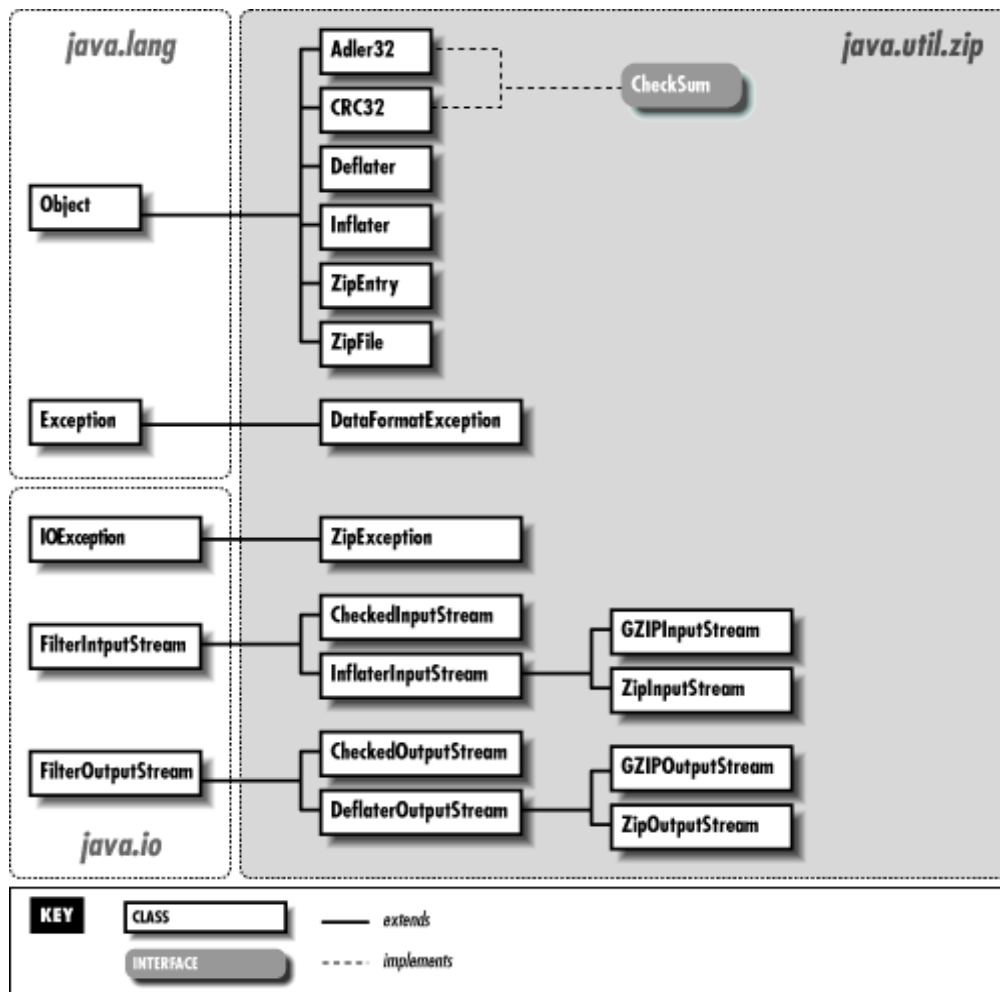 java.lang
java.util.zip
Adler32
CheckSum
CRC32
Deflater
Object
Inflater
ZipEntry
ZipFile
Exception
DataFormatException
IOException
ZipException
CheckedInputStream
GZIPInputStream
FilterIntputStream
InflaterInputStream
ZipInputStream
CheckedOutputStream
GZIPOutputStream
FilterOutputStream
DeflaterOutputStream
ZipOutputStream
java.io
KEY
CLASS
extends
INTERFACE
implements